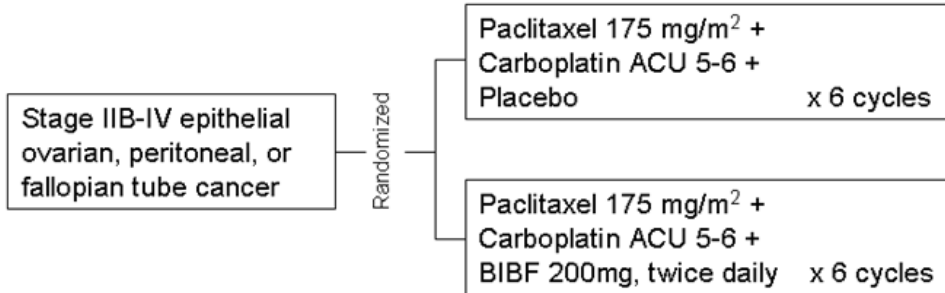 Stage IIB-IV epithelial
ovarian, peritoneal, or
fallopian tube cancer
Randomized
Paclitaxel 175 mg/m² +
Carboplatin ACU 5-6 +
Placebo x 6 cycles
Paclitaxel 175 mg/m² +
Carboplatin ACU 5-6 +
BIBF 200mg, twice daily x 6 cycles